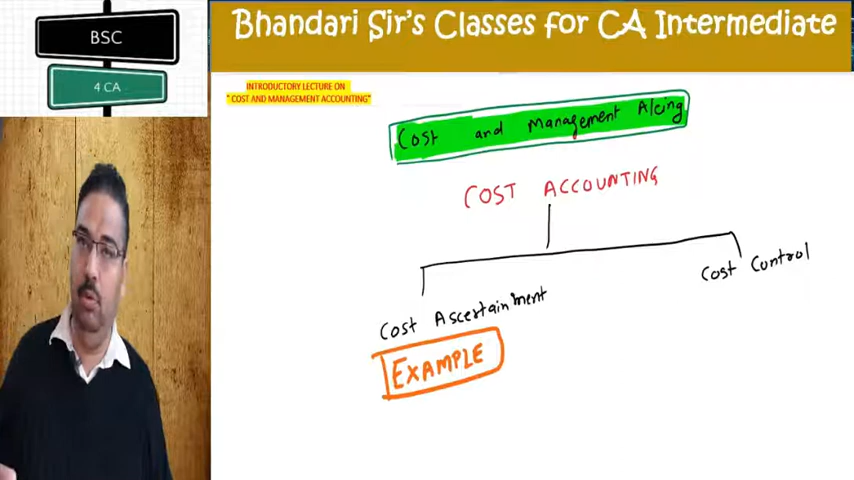 BSC
4 CA
Bhandari Sir's Classes for CA Intermediate
INTRODUCTORY LECTURE ON
" COST AND MANAGEMENT ACCOUNTING"
Cost and Management A/cing
COST ACCOUNTING
Cost Ascertainment
Cost Control
EXAMPLE